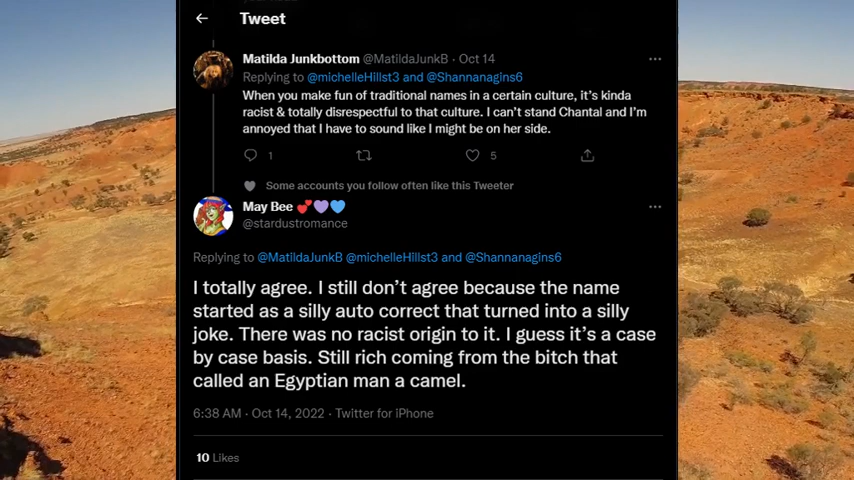 Tweet
Matilda Junkbottom @MatildaJunkB · Oct 14
Replying to @michelleHillst3 and @Shannanagins6
When you make fun of traditional names in a certain culture, it's kinda
racist & totally disrespectful to that culture. I can't stand Chantal and I'm
annoyed that I have to sound like I might be on her side.
1 5
Some accounts you follow often like this Tweeter
May Bee 💕💜💙
@stardustromance
Replying to @MatildaJunkB @michelleHillst3 and @Shannanagins6
I totally agree. I still don't agree because the name
started as a silly auto correct that turned into a silly
joke. There was no racist origin to it. I guess it's a case
by case basis. Still rich coming from the bitch that
called an Egyptian man a camel.
6:38 AM · Oct 14, 2022 · Twitter for iPhone
10 Likes